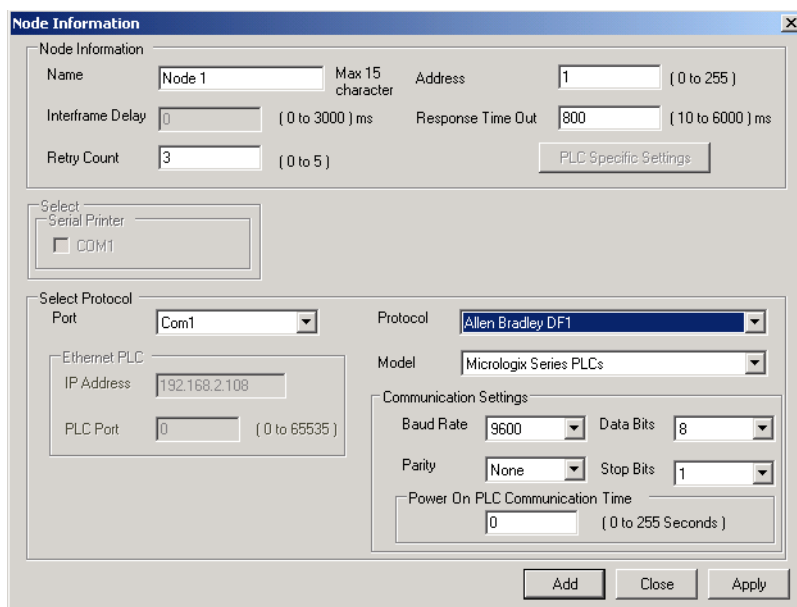 Node Information
Node Information
Name Node 1 Max 15 character Address 1 ( 0 to 255 )
Interframe Delay 0 ( 0 to 3000 ) ms Response Time Out 800 ( 10 to 6000 ) ms
Retry Count 3 ( 0 to 5 ) PLC Specific Settings
Select
Serial Printer
COM1
Select Protocol
Port Com1 Protocol Allen Bradley DF1
Ethernet PLC Model Micrologix Series PLCs
IP Address 192.168.2.108
PLC Port 0 ( 0 to 65535 )
Communication Settings
Baud Rate 9600 Data Bits 8
Parity None Stop Bits 1
Power On PLC Communication Time
0 ( 0 to 255 Seconds )
Add Close Apply